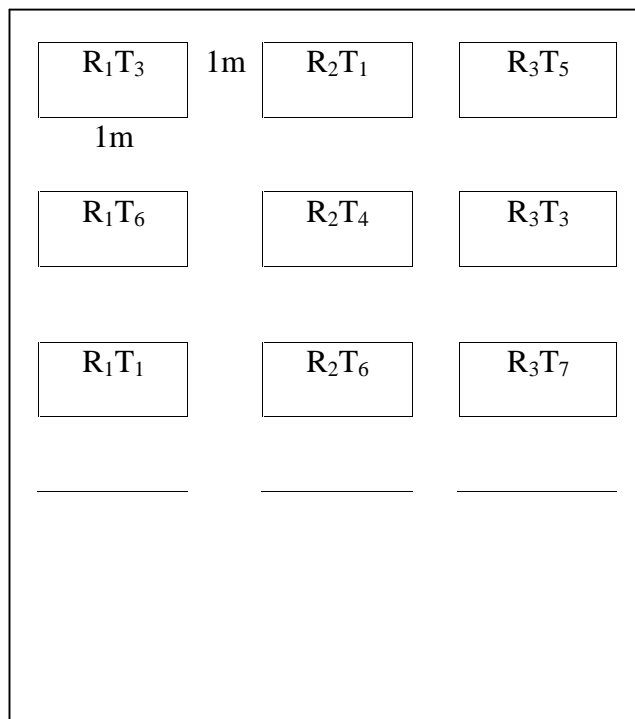 R₁T₃ 1m R₂T₁ R₃T₅
1m
R₁T₆ R₂T₄ R₃T₃
R₁T₁ R₂T₆ R₃T₇